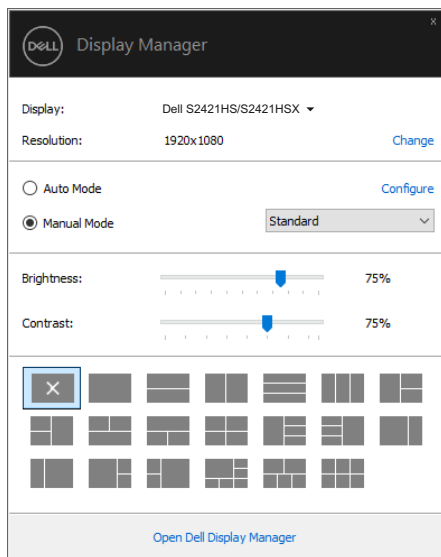 x
DELL Display Manager
Display: Dell S2421HS/S2421HSX
Resolution: 1920x1080 Change
Auto Mode Configure
Manual Mode Standard
Brightness: 75%
Contrast: 75%
Open Dell Display Manager